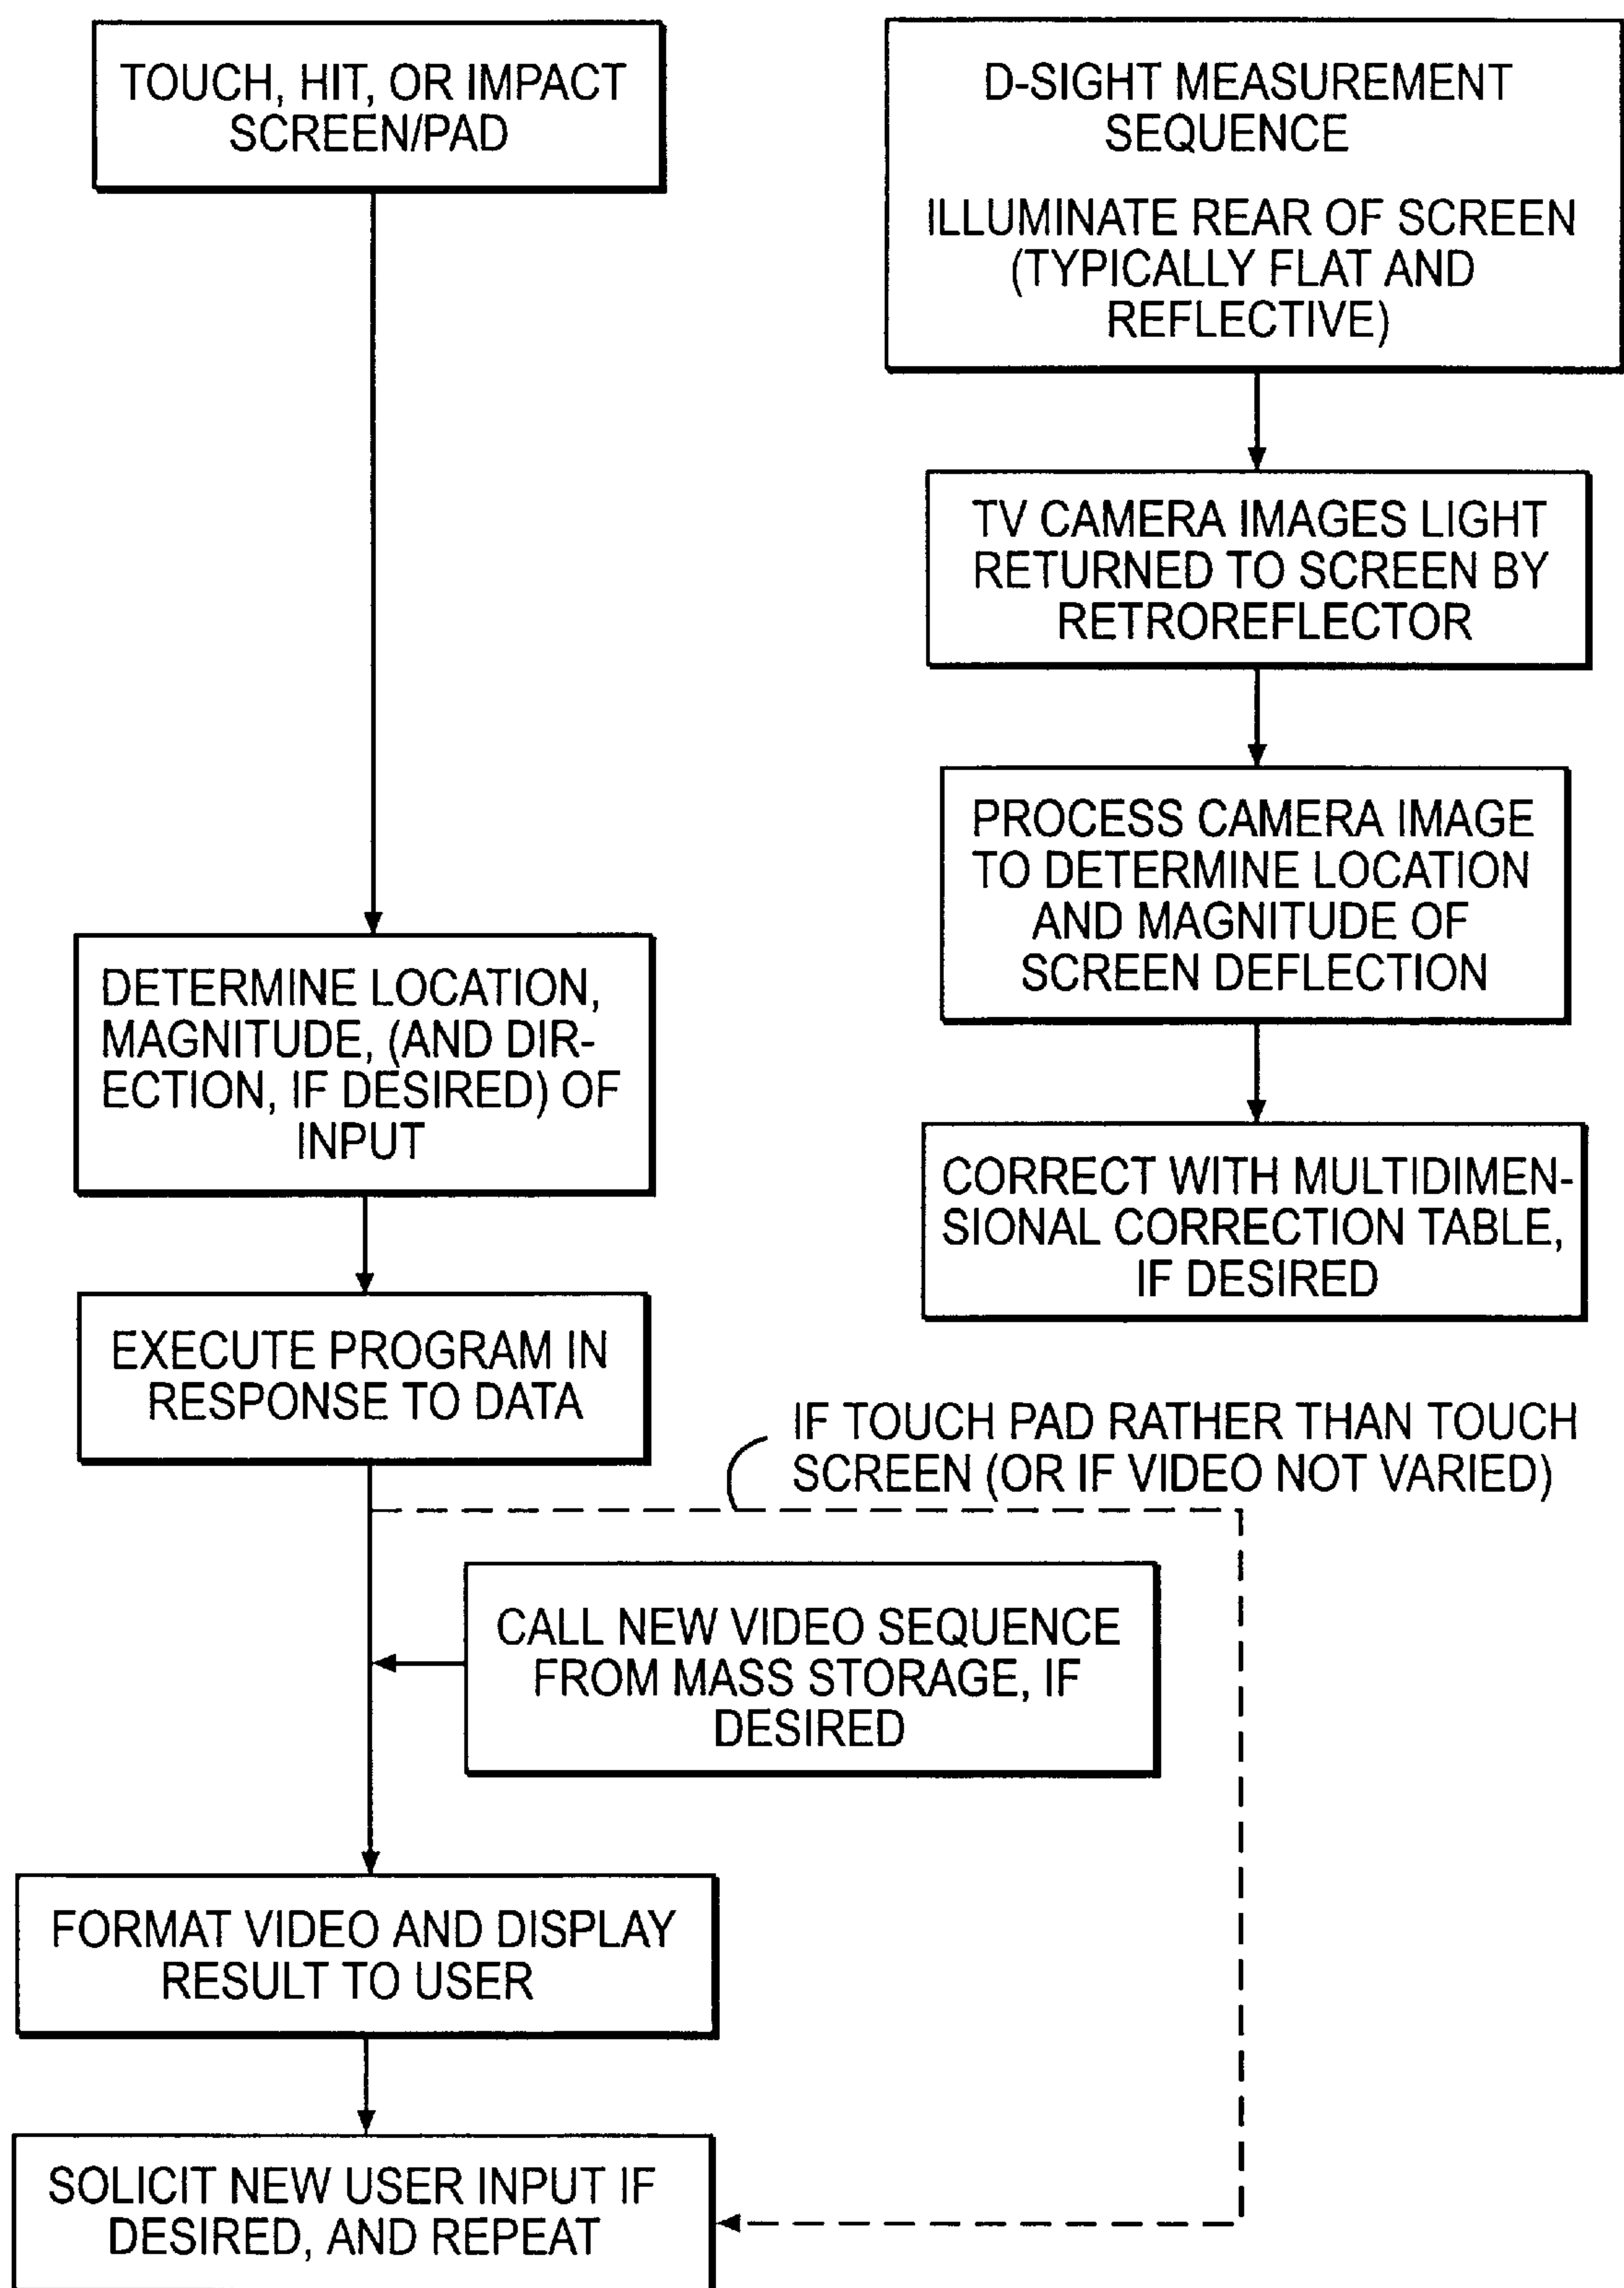 TOUCH, HIT, OR IMPACT
SCREEN/PAD
DETERMINE LOCATION,
MAGNITUDE, (AND DIR-
ECTION, IF DESIRED) OF
INPUT
EXECUTE PROGRAM IN
RESPONSE TO DATA
IF TOUCH PAD RATHER THAN TOUCH
SCREEN (OR IF VIDEO NOT VARIED)
CALL NEW VIDEO SEQUENCE
FROM MASS STORAGE, IF
DESIRED
FORMAT VIDEO AND DISPLAY
RESULT TO USER
SOLICIT NEW USER INPUT IF
DESIRED, AND REPEAT
D-SIGHT MEASUREMENT
SEQUENCE
ILLUMINATE REAR OF SCREEN
(TYPICALLY FLAT AND
REFLECTIVE)
TV CAMERA IMAGES LIGHT
RETURNED TO SCREEN BY
RETROREFLECTOR
PROCESS CAMERA IMAGE
TO DETERMINE LOCATION
AND MAGNITUDE OF
SCREEN DEFLECTION
CORRECT WITH MULTIDIMEN-
SIONAL CORRECTION TABLE,
IF DESIRED